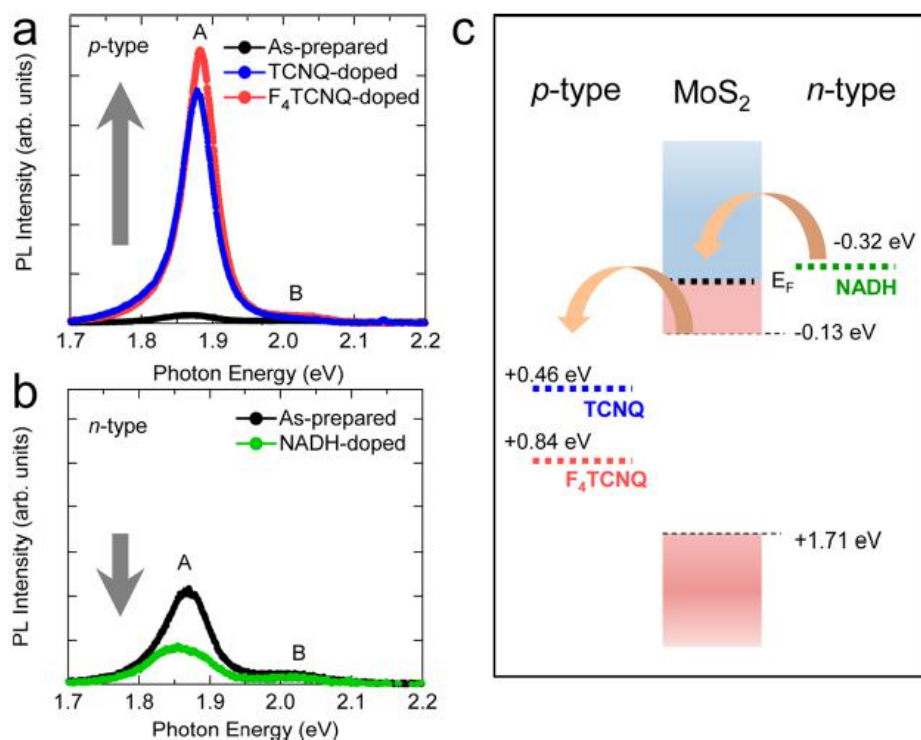 a
p-type
A
As-prepared
TCNQ-doped
F₄TCNQ-doped
B
PL Intensity (arb. units)
1.7 1.8 1.9 2.0 2.1 2.2
Photon Energy (eV)
b
n-type
As-prepared
NADH-doped
A
B
PL Intensity (arb. units)
1.7 1.8 1.9 2.0 2.1 2.2
Photon Energy (eV)
c
p-type MoS₂ n-type
-0.32 eV
NADH
E_F
-0.13 eV
+0.46 eV
TCNQ
+0.84 eV
F₄TCNQ
+1.71 eV